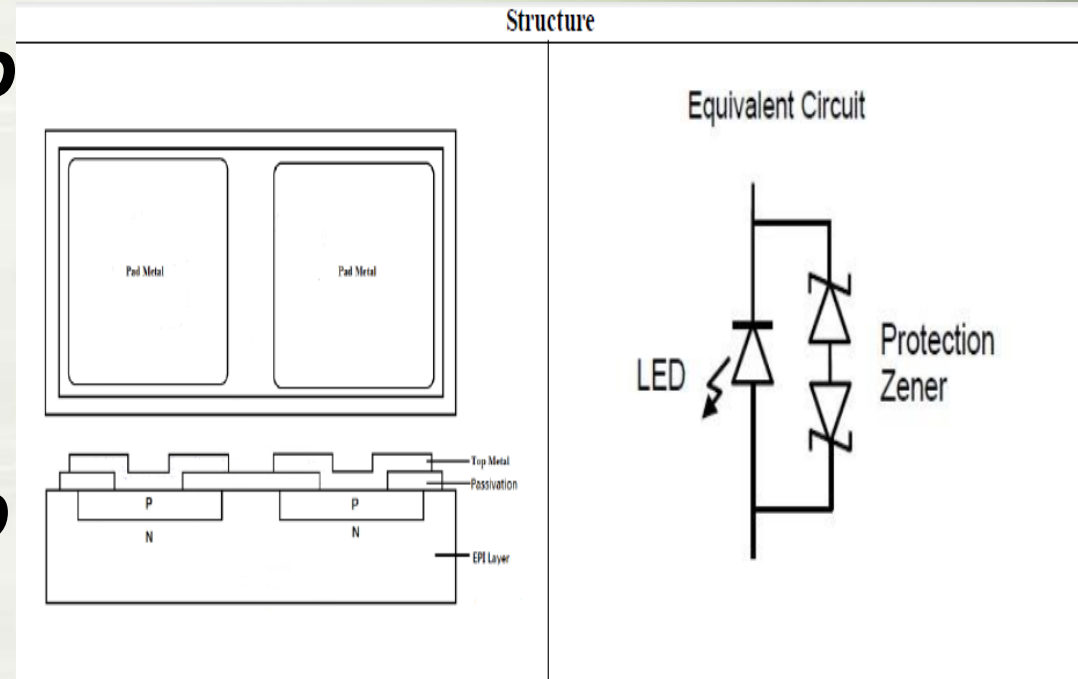 Structure
Pad Metal
Pad Metal
Top Metal
Passivation
P
P
N
N
EPI Layer
Equivalent Circuit
LED
Protection
Zener